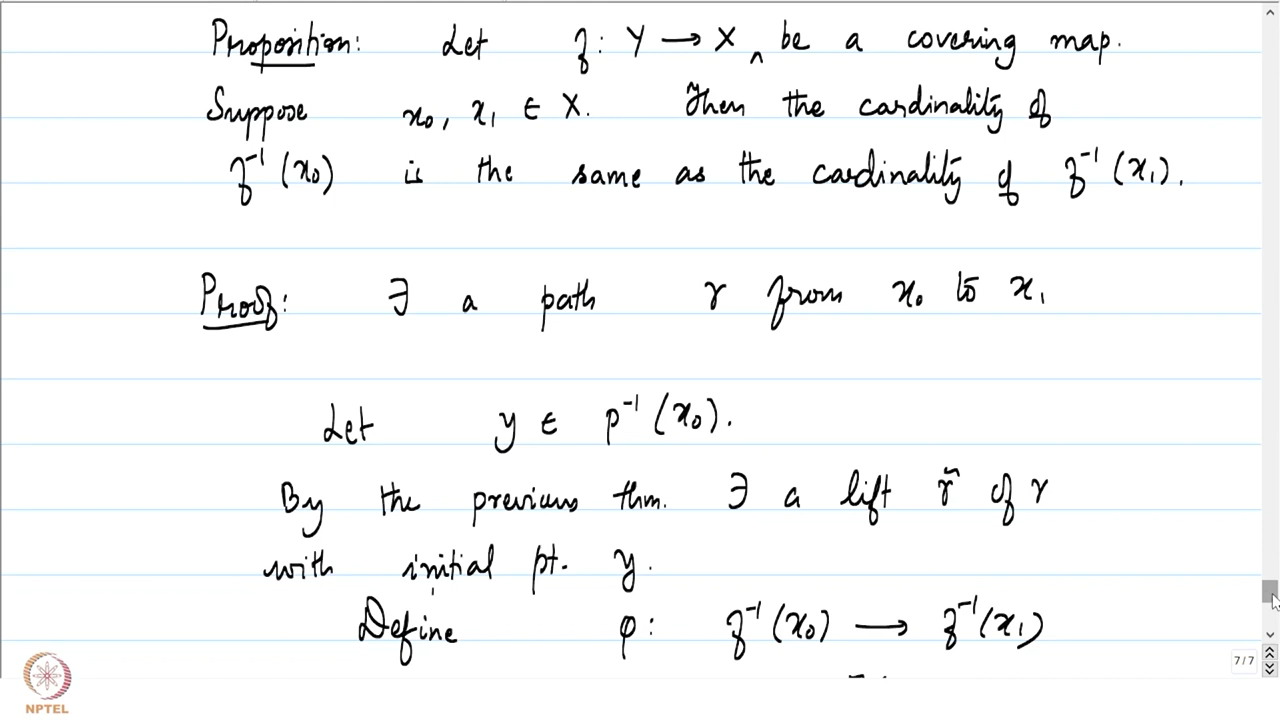 Proposition: Let q: Y → X ^ be a covering map.
Suppose x₀, x₁ ∈ X. Then the cardinality of
q⁻¹(x₀) is the same as the cardinality of q⁻¹(x₁).
Proof: ∃ a path γ from x₀ to x₁
Let y ∈ p⁻¹(x₀).
By the previous thm. ∃ a lift γ̃ of γ
with initial pt. y.
Define φ: q⁻¹(x₀) → q⁻¹(x₁)
7/7
NPTEL